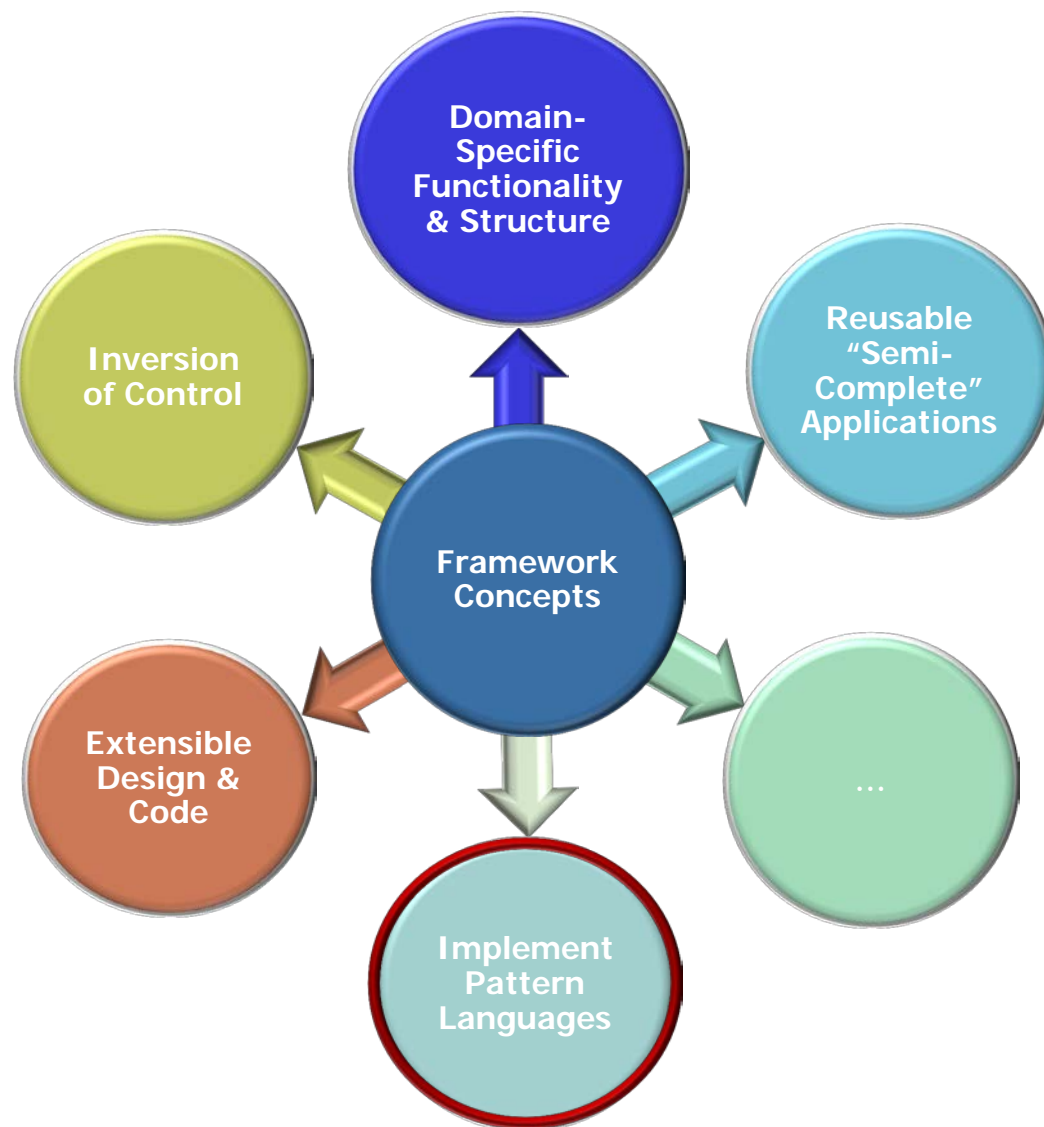 Domain-
Specific
Functionality
& Structure
Inversion
of Control
Reusable
“Semi-
Complete”
Applications
Framework
Concepts
Extensible
Design &
Code
...
Implement
Pattern
Languages